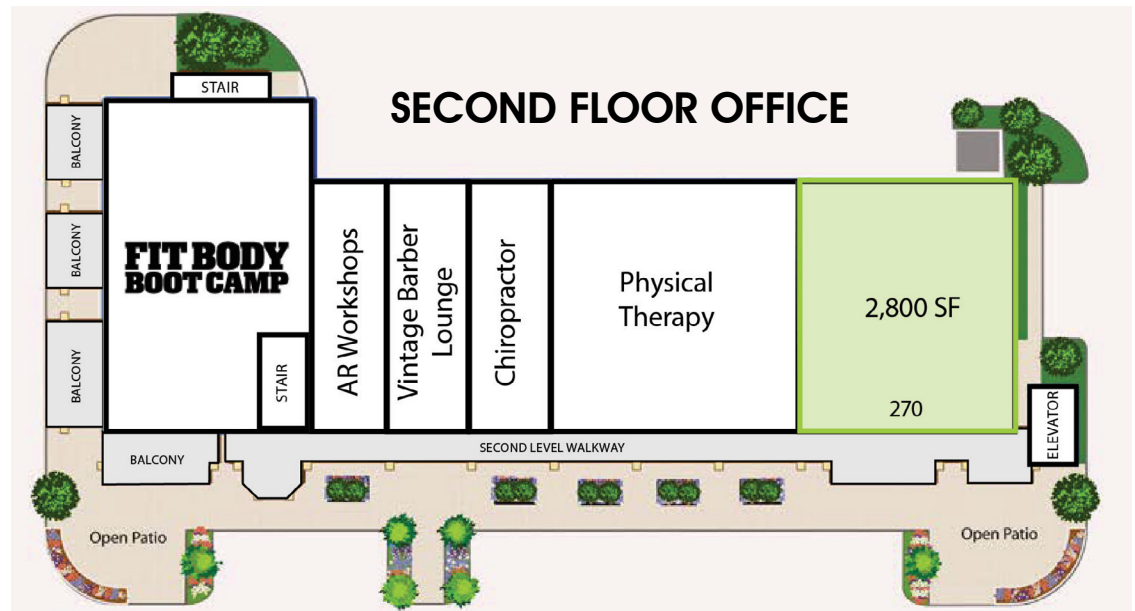 STAIR
SECOND FLOOR OFFICE
BALCONY
BALCONY
BALCONY
FIT BODY
BOOT CAMP
STAIR
AR Workshops
Vintage Barber
Lounge
Chiropractor
Physical
Therapy
2,800 SF
270
ELEVATOR
BALCONY
SECOND LEVEL WALKWAY
Open Patio
Open Patio